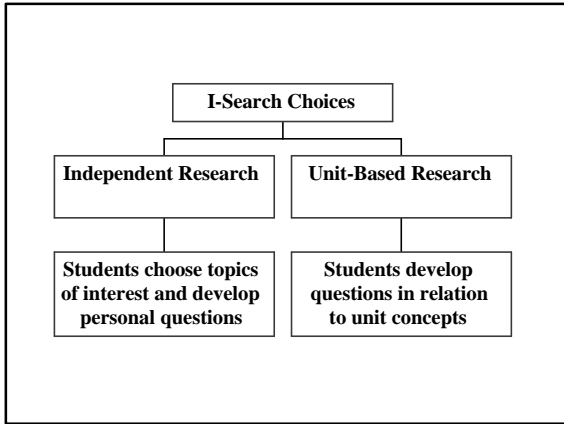 I-Search Choices
Independent Research
Unit-Based Research
Students choose topics
of interest and develop
personal questions
Students develop
questions in relation
to unit concepts